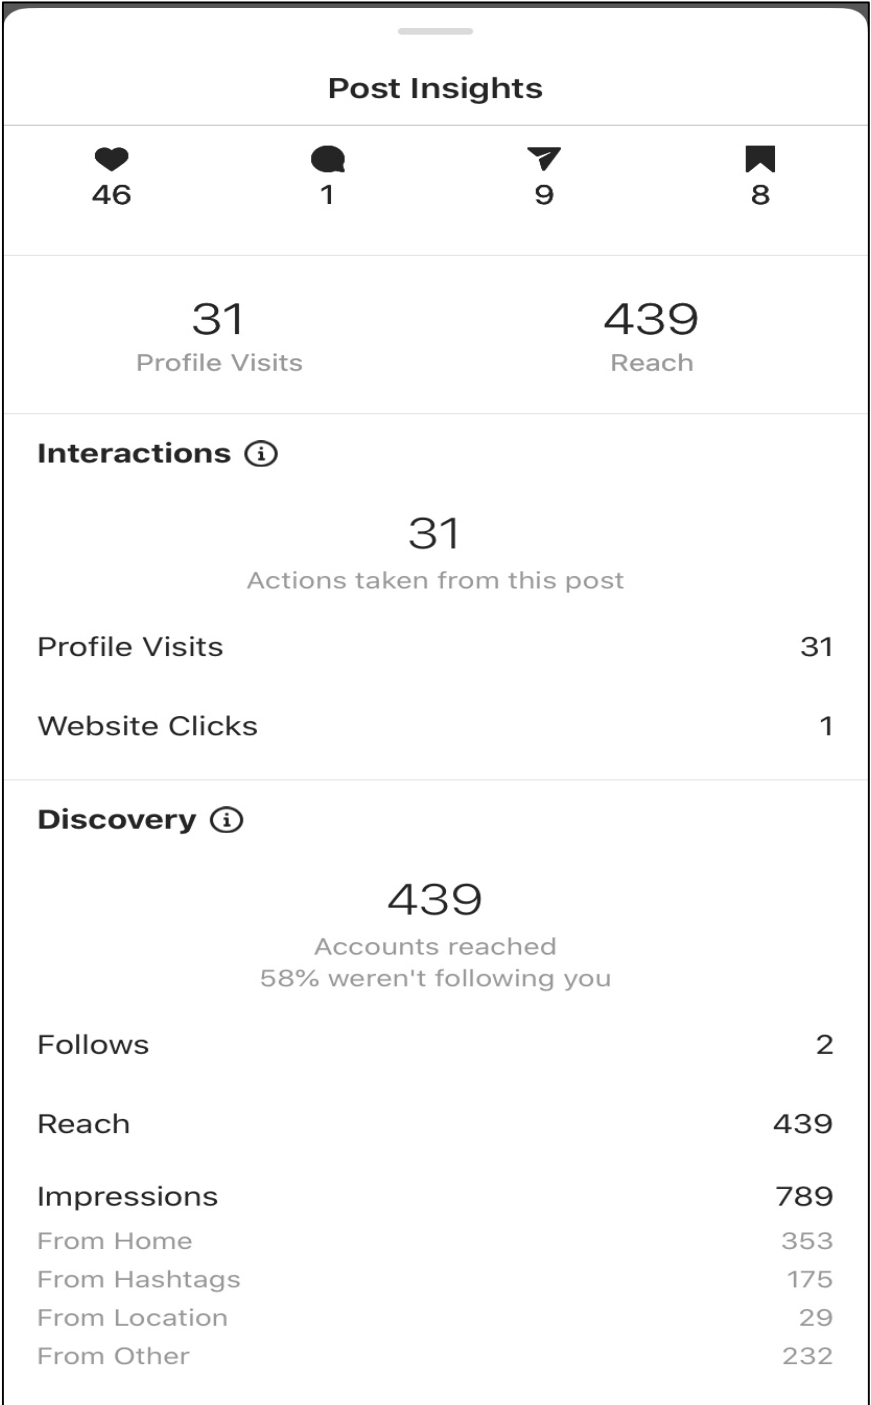 Post Insights
46 1 9 8
31 439
Profile Visits Reach
Interactions
31
Actions taken from this post
Profile Visits 31
Website Clicks 1
Discovery
439
Accounts reached
58% weren't following you
Follows 2
Reach 439
Impressions 789
From Home 353
From Hashtags 175
From Location 29
From Other 232